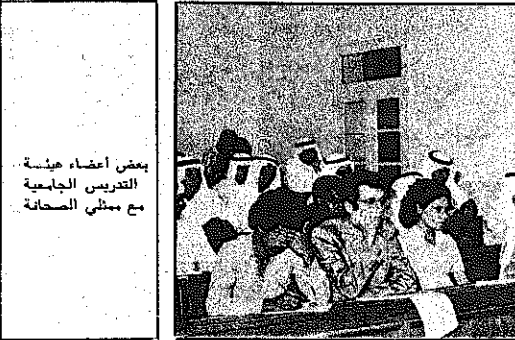 بعض أعضاء هيئة
التدريس الجامعية
مع ممثلي الصحافة